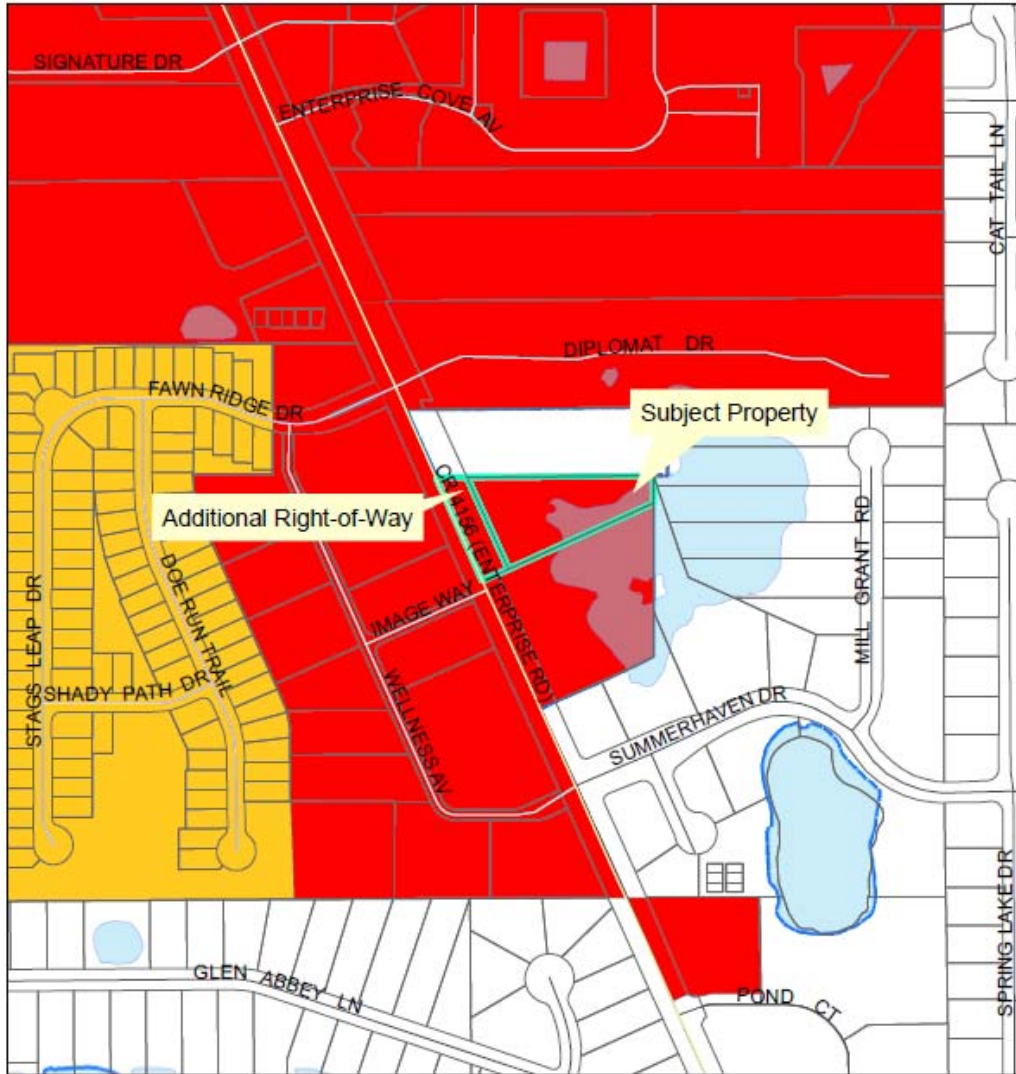 SIGNATURE DR
ENTERPRISE COVE AV
CAT TAIL LN
DIPLOMAT DR
FAWN RIDGE DR
Subject Property
Additional Right-of-Way
CR 4156 (ENTERPRISE RD)
MILL GRANT RD
STAGS LEAP DR
DOE RUN TRAIL
IMAGE WAY
SHADY PATH DR
WELLNESS AV
SUMMERHAVEN DR
SPRING LAKE DR
GLEN ABBEY LN
POND CT